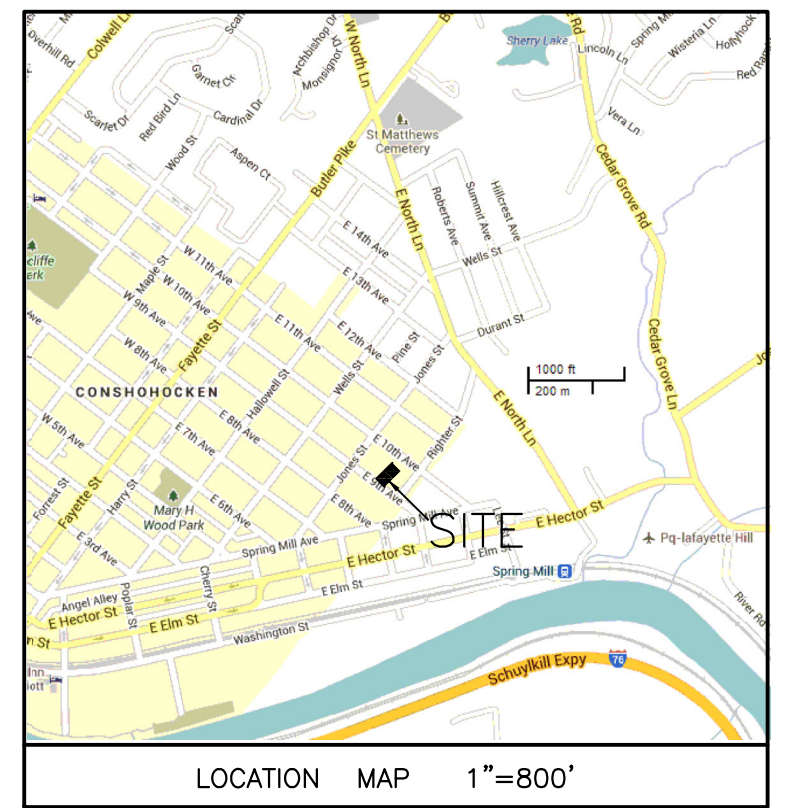 Overhill Rd
Colwell Ln
Scarlet Dr
Red Bird Ln
Garnet Cir
Cardinal Dr
Wood St
Aspen Ct
Archbishop Dr
Monsignor
W North Ln
Butler Pike
St Matthews
Cemetery
Sherry Lake
Lincoln Ln
Wisteria Ln
Hollyhock
Vera Ln
Cedar Grove Rd
E North Ln
Roberts Ave
Summit Ave
Hillcrest Ave
Wells St
E 14th Ave
E 13th Ave
Durant St
Maple St
W 11th Ave
W 10th Ave
W 9th Ave
W 8th Ave
Fayette St
E 11th Ave
E 12th Ave
Pine St
Jones St
Wells St
Hallowell St
1000 ft
200 m
Cedar Grove Ln
CONSHOHOCKEN
E North Ln
W 5th Ave
E 8th Ave
E 7th Ave
E 10th Ave
Righter St
Jones St
E 9th Ave
E 8th Ave
Forrest St
Fayette St
Harry St
Mary H
Wood Park
E 6th Ave
Spring Mill Ave
SITE
E Hector St
E 3rd Ave
Spring Mill Ave
E Hector St
E Elm St
Pq-lafayette Hill
Spring Mill
Angel Alley
Poplar St
Cherry St
E Elm St
E Hector St
E Elm St
Washington St
River Rd
Schuylkill Expy
76
LOCATION MAP 1"=800'